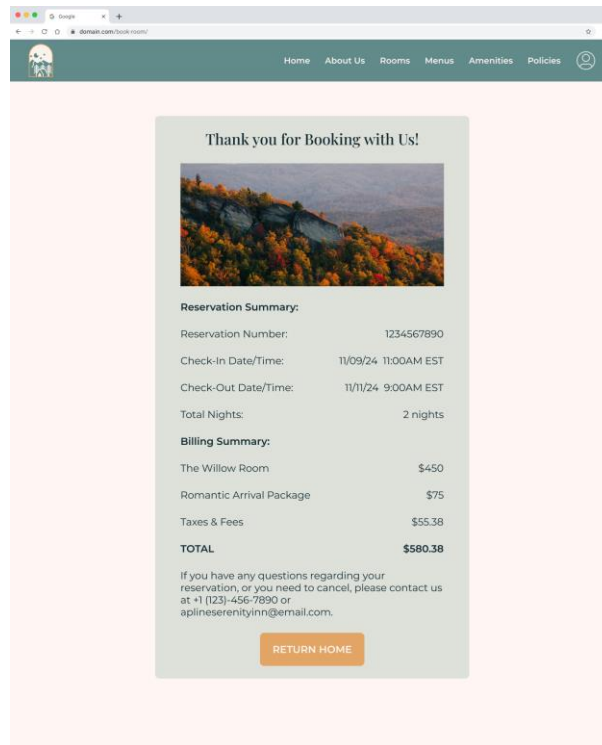 Google
domain.com/book-room/
Home About Us Rooms Menus Amenities Policies
Thank you for Booking with Us!
Reservation Summary:
Reservation Number: 1234567890
Check-In Date/Time: 11/09/24 11:00AM EST
Check-Out Date/Time: 11/11/24 9:00AM EST
Total Nights: 2 nights
Billing Summary:
The Willow Room $450
Romantic Arrival Package $75
Taxes & Fees $55.38
TOTAL $580.38
If you have any questions regarding your
reservation, or you need to cancel, please contact us
at +1 (123)-456-7890 or
aplineserenityinn@email.com.
RETURN HOME